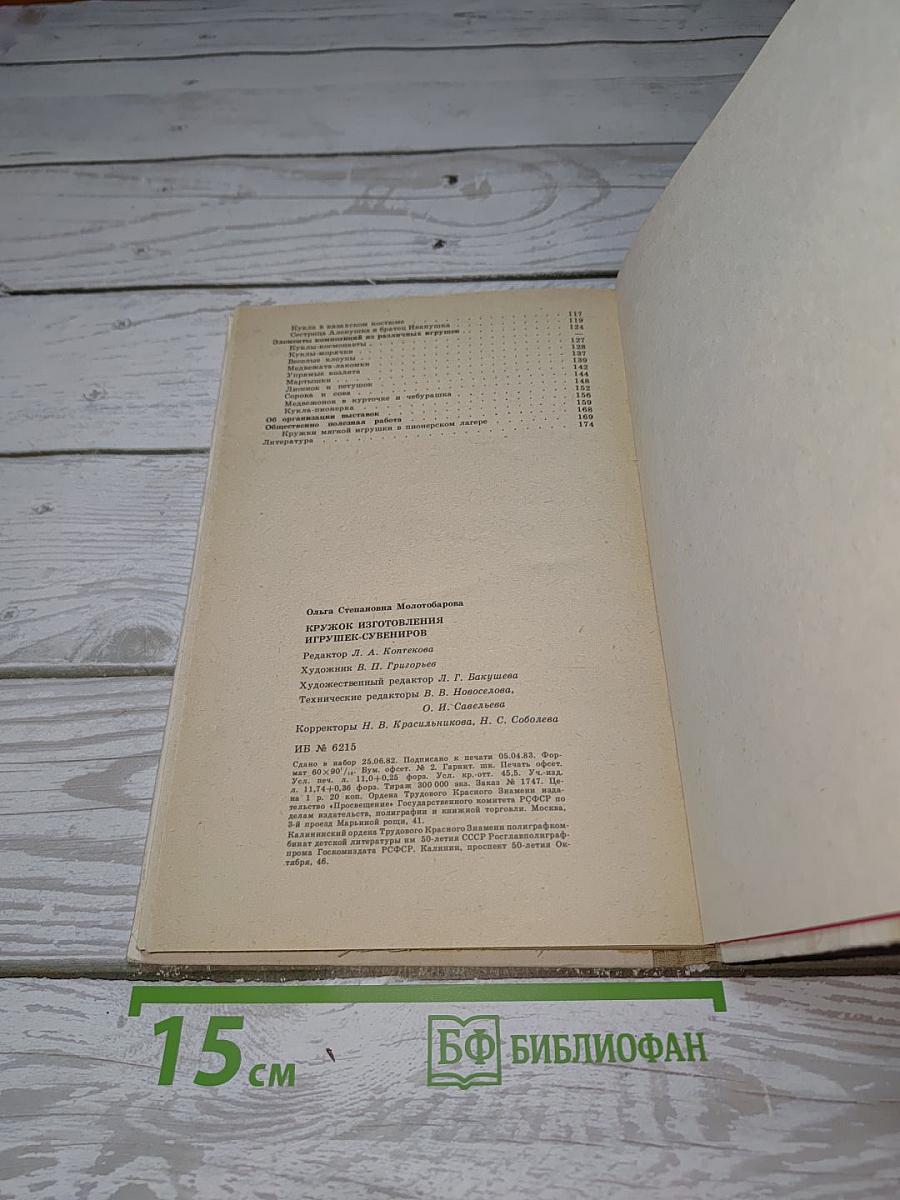 Кукла в казахском костюме . . . 117
Сестрица Аленушка и братец Иванушка . . . 119
Элементы композиций из различных игрушек . . . 124
Куклы-космонавты . . . —
Куклы-морячки . . . 127
Веселые клоуны . . . 128
Медвежата-лакомки . . . 137
Упрямые козлята . . . 139
Мартышки . . . 142
Львенок и петушок . . . 144
Сорока и сова . . . 148
Медвежонок в курточке и чебурашка . . . 152
Кукла-пионерка . . . 156
Об организации выставок . . . 159
Общественно полезная работа . . . 168
Кружки мягкой игрушки в пионерском лагере . . . 169
Литература . . . 174
Ольга Степановна Молотобарова
КРУЖОК ИЗГОТОВЛЕНИЯ
ИГРУШЕК-СУВЕНИРОВ
Редактор Л. А. Коптекова
Художник В. П. Григорьев
Художественный редактор Л. Г. Бакушева
Технические редакторы В. В. Новоселова,
О. И. Савельева
Корректоры Н. В. Красильникова, Н. С. Соболева
ИБ № 6215
Сдано в набор 25.06.82. Подписано к печати 05.04.83. Фор-
мат 60×90¹/₁₆. Бум. офсет. № 2. Гарнит. шк. Печать офсет.
Усл. печ. л. 11,0+0,25 форз. Усл. кр.-отт. 45,5. Уч.-изд.
л. 11,74+0,36 форз. Тираж 300 000 экз. Заказ № 1747. Це-
на 1 р. 20 коп. Ордена Трудового Красного Знамени изда-
тельство «Просвещение» Государственного комитета РСФСР по
делам издательств, полиграфии и книжной торговли. Москва,
3-й проезд Марьиной рощи, 41.
Калининский ордена Трудового Красного Знамени полиграфком-
бинат детской литературы им 50-летия СССР Росглавполиграф-
прома Госкомиздата РСФСР. Калинин, проспект 50-летия Ок-
тября, 46.
15 см
БФ БИБЛИОФАН